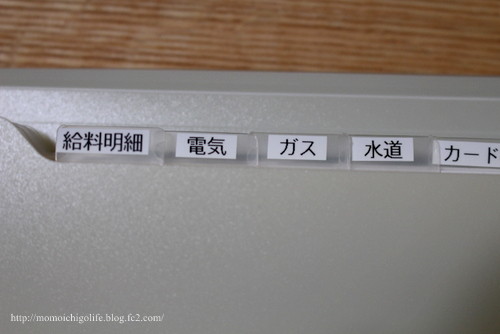 給料明細
電気
ガス
水道
カード
http://momoichigolife.blog.fc2.com/